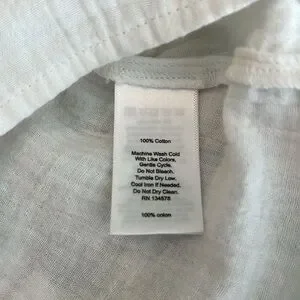 100% Cotton
Machine Wash Cold
With Like Colors,
Gentle Cycle.
Do Not Bleach.
Tumble Dry Low.
Cool Iron If Needed.
Do Not Dry Clean.
RN 134878
100% coton